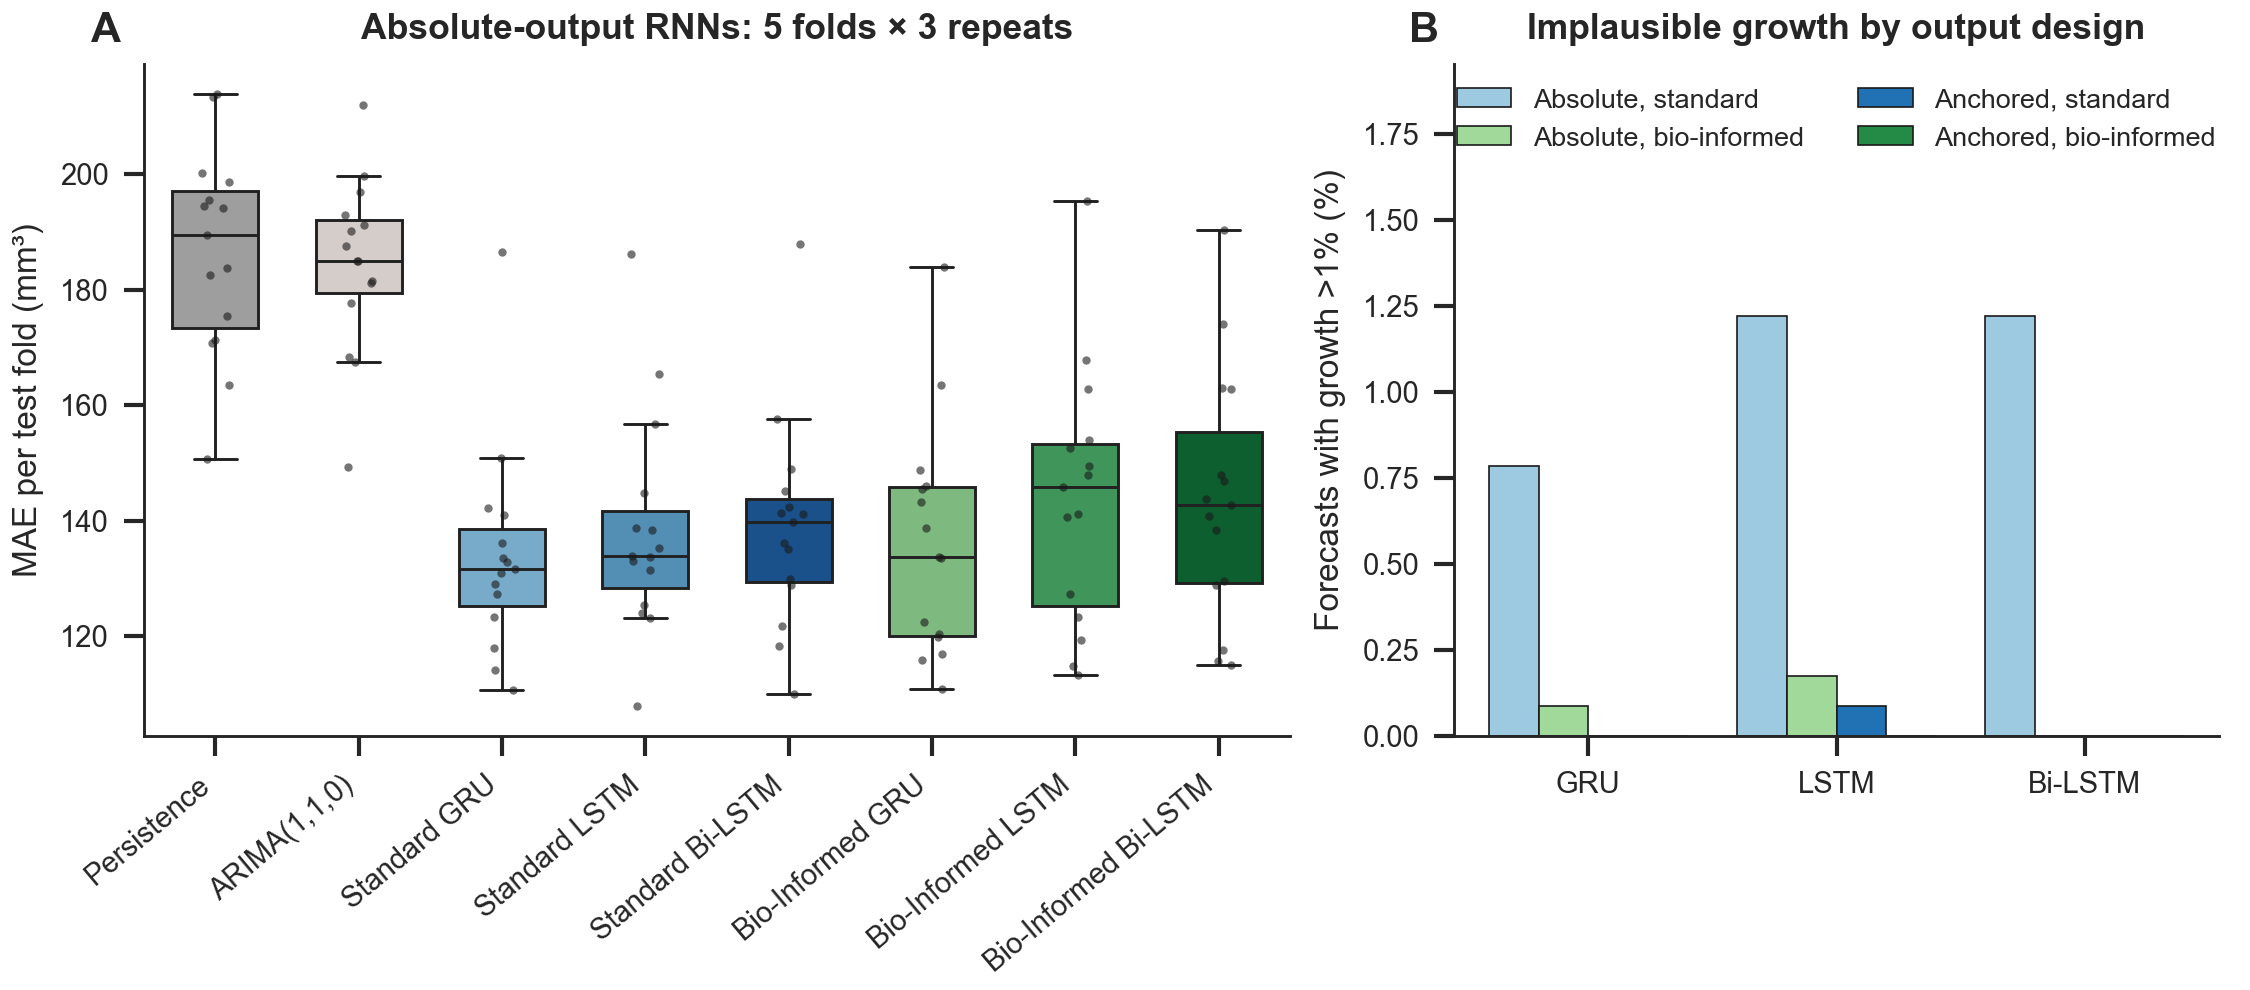 A
Absolute-output RNNs: 5 folds × 3 repeats
MAE per test fold (mm³)
200
180
160
140
120
Persistence
ARIMA(1,1,0)
Standard GRU
Standard LSTM
Standard Bi-LSTM
Bio-Informed GRU
Bio-Informed LSTM
Bio-Informed Bi-LSTM
B
Implausible growth by output design
Absolute, standard
Absolute, bio-informed
Anchored, standard
Anchored, bio-informed
Forecasts with growth >1% (%)
1.75
1.50
1.25
1.00
0.75
0.50
0.25
0.00
GRU
LSTM
Bi-LSTM